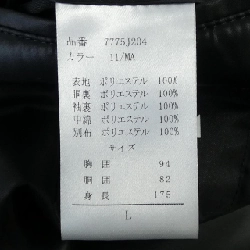 品番 7775J204
カラー 11/MA
表地 ポリエステル 100%
胴裏 ポリエステル 100%
袖裏 ポリエステル 100%
中綿 ポリエステル 100%
別布 ポリエステル 100%
サイズ
胸囲 94
胴囲 82
身長 175
L